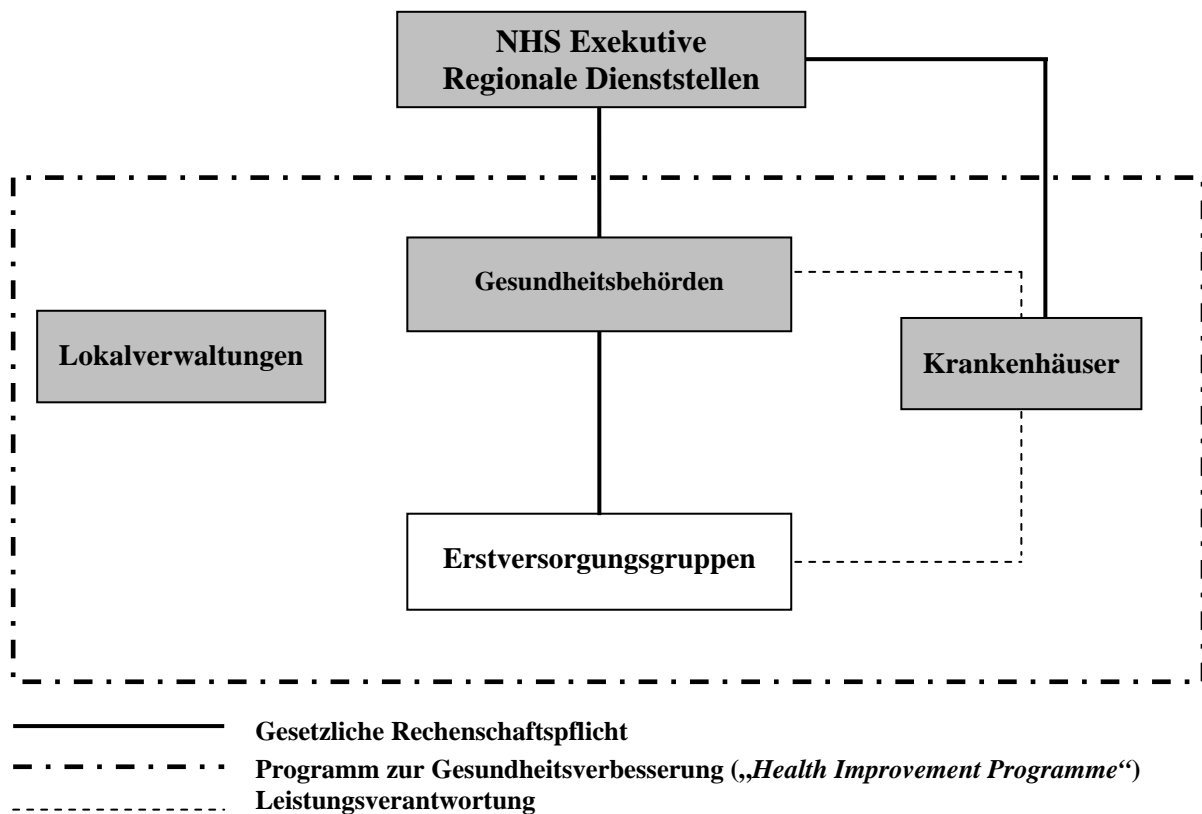 NHS Exekutive
Regionale Dienststellen
Gesundheitsbehörden
Lokalverwaltungen
Krankenhäuser
Erstversorgungsgruppen
Gesetzliche Rechenschaftspflicht
Programm zur Gesundheitsverbesserung („Health Improvement Programme“)
Leistungsverantwortung